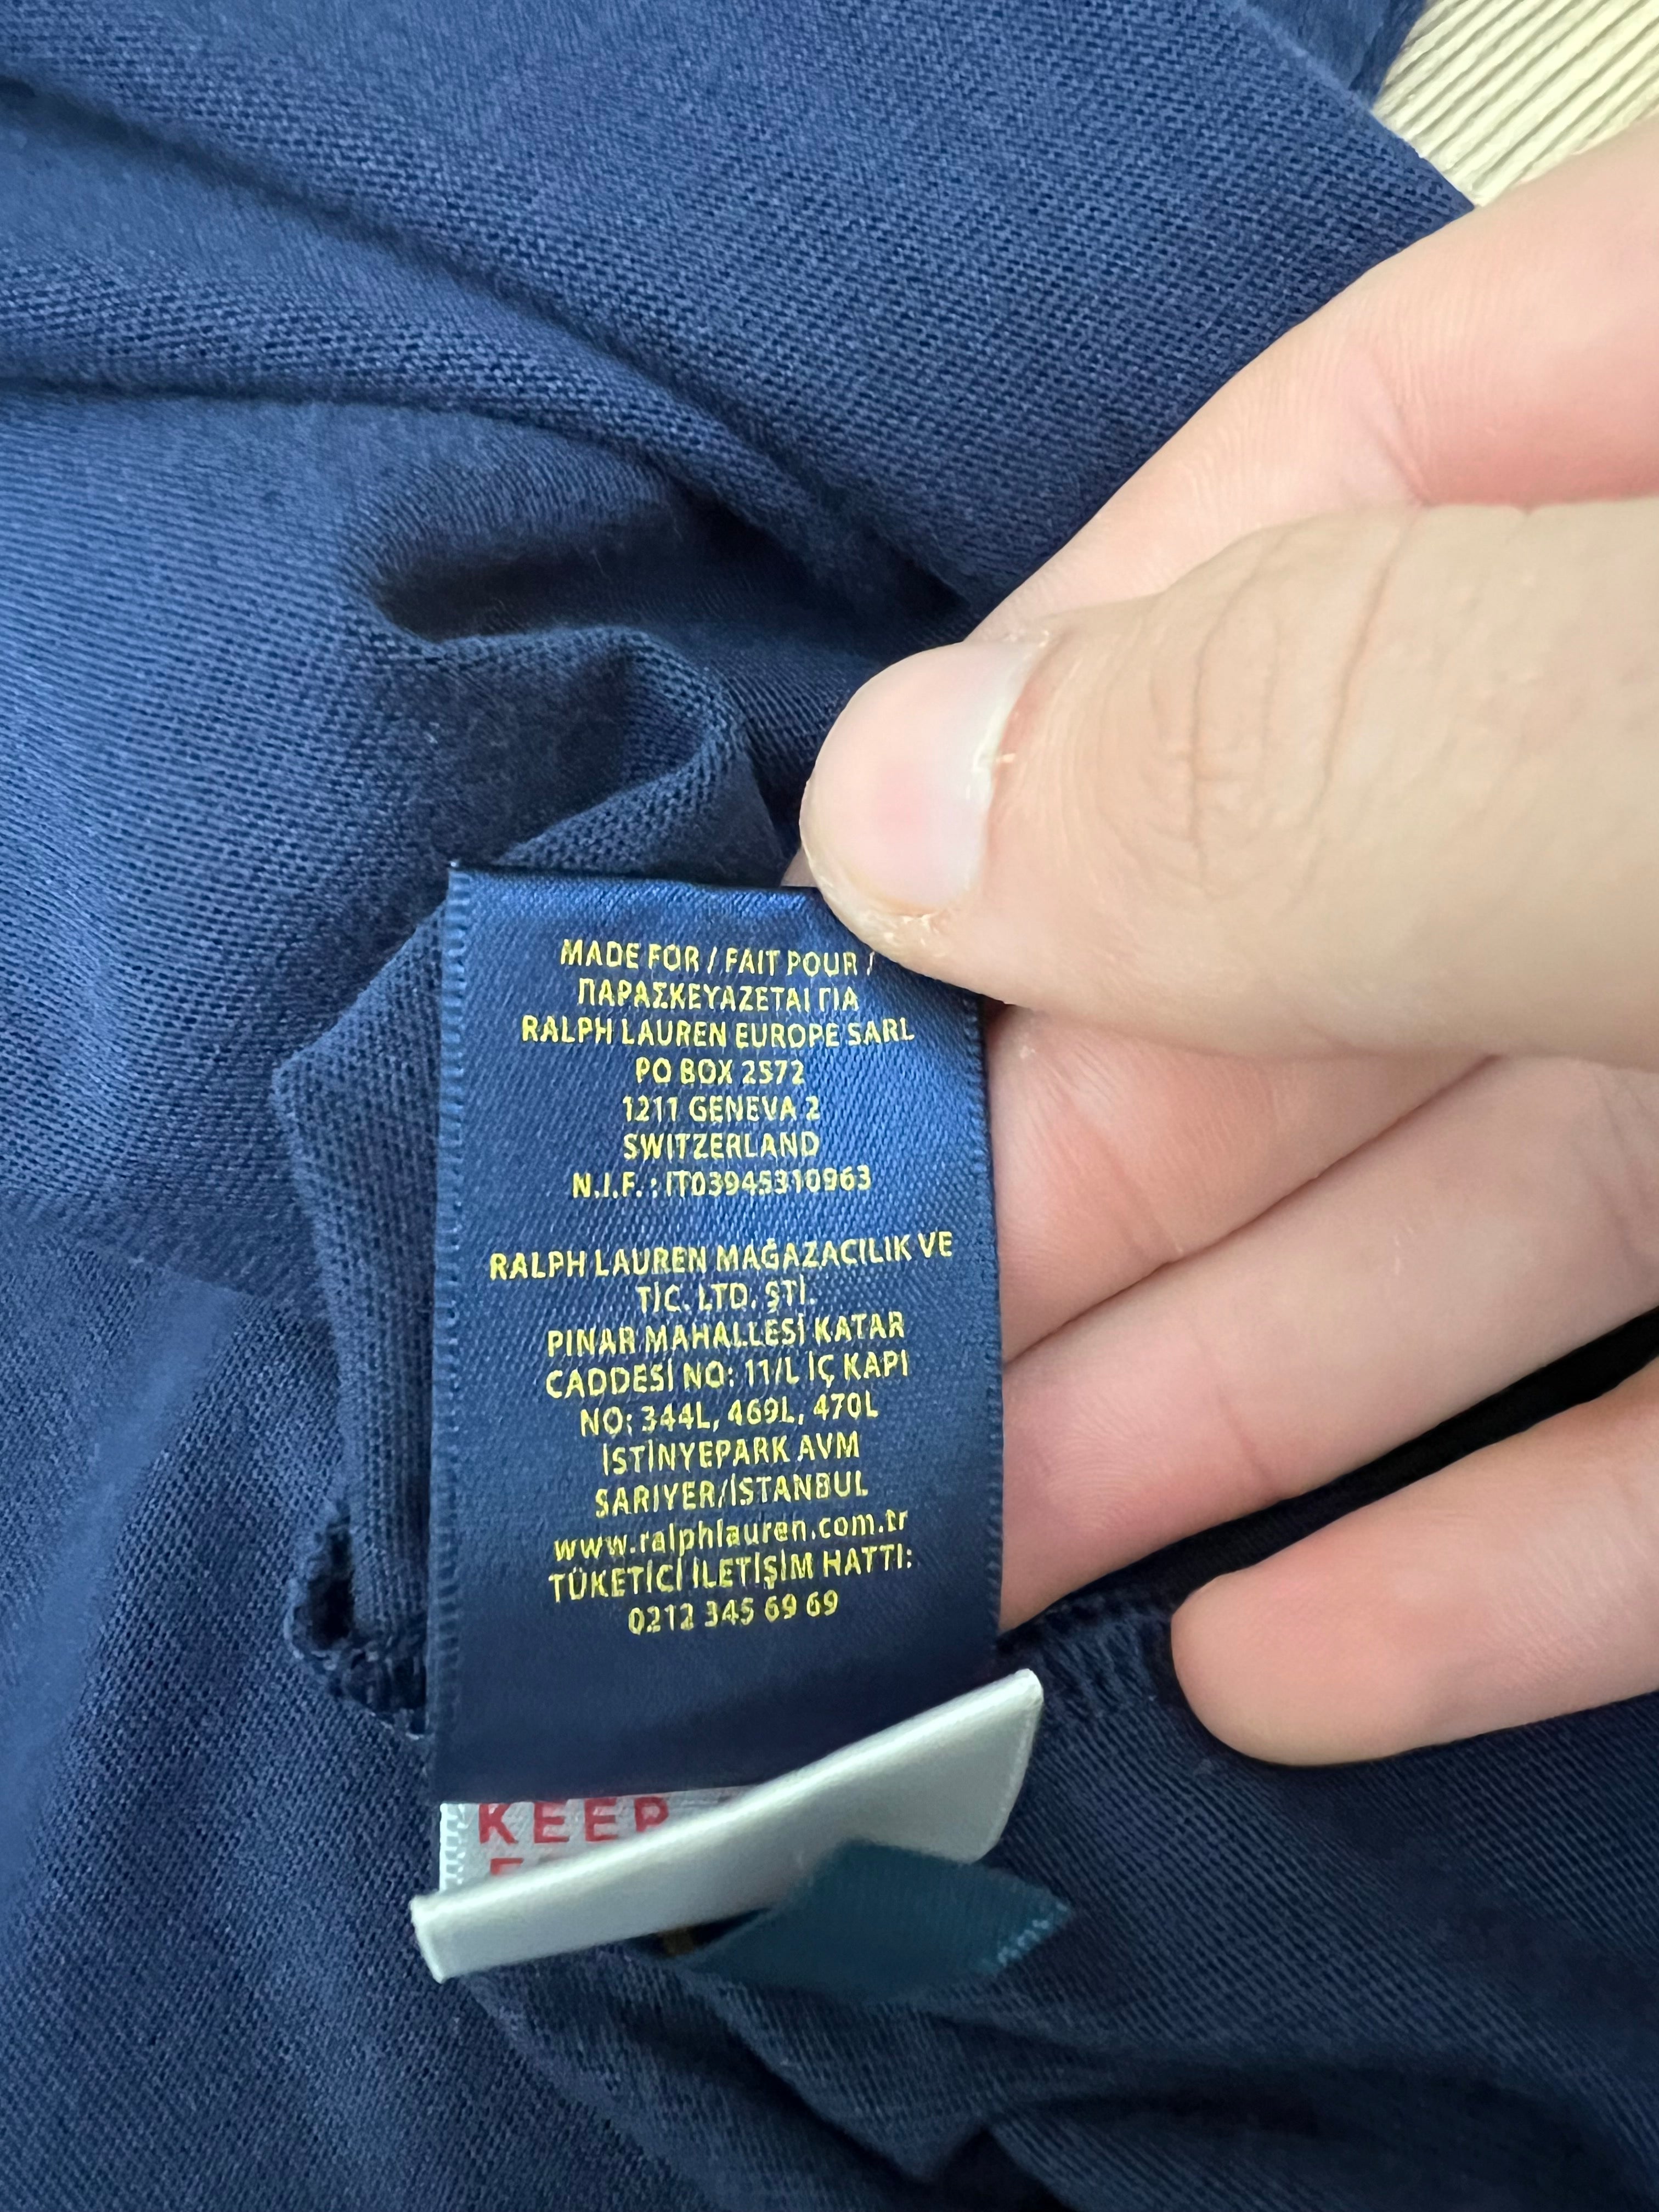 MADE FOR / FAIT POUR /
ΠΑΡΑΣΚΕΥΑΖΕΤΑΙ ΓΙΑ
RALPH LAUREN EUROPE SARL
PO BOX 2572
1211 GENEVA 2
SWITZERLAND
N.I.F. : IT03945310963
RALPH LAUREN MAĞAZACILIK VE
TİC. LTD. ŞTİ.
PINAR MAHALLESİ KATAR
CADDESİ NO: 11/L İÇ KAPI
NO: 344L, 469L, 470L
İSTİNYEPARK AVM
SARIYER/İSTANBUL
www.ralphlauren.com.tr
TÜKETİCİ İLETİŞİM HATTI:
0212 345 69 69
KEEP